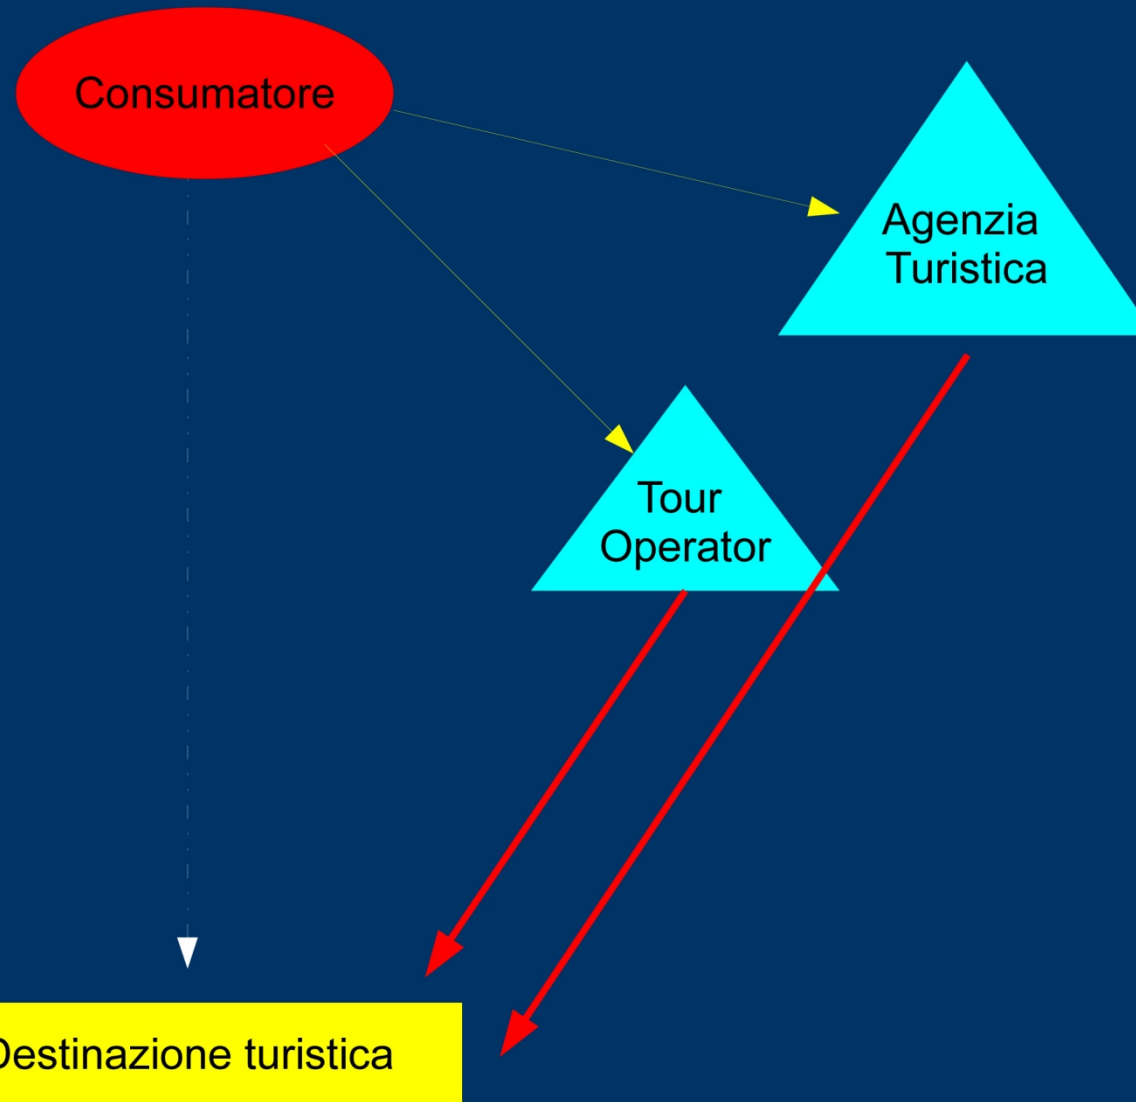 Consumatore
Agenzia
Turistica
Tour
Operator
Destinazione turistica